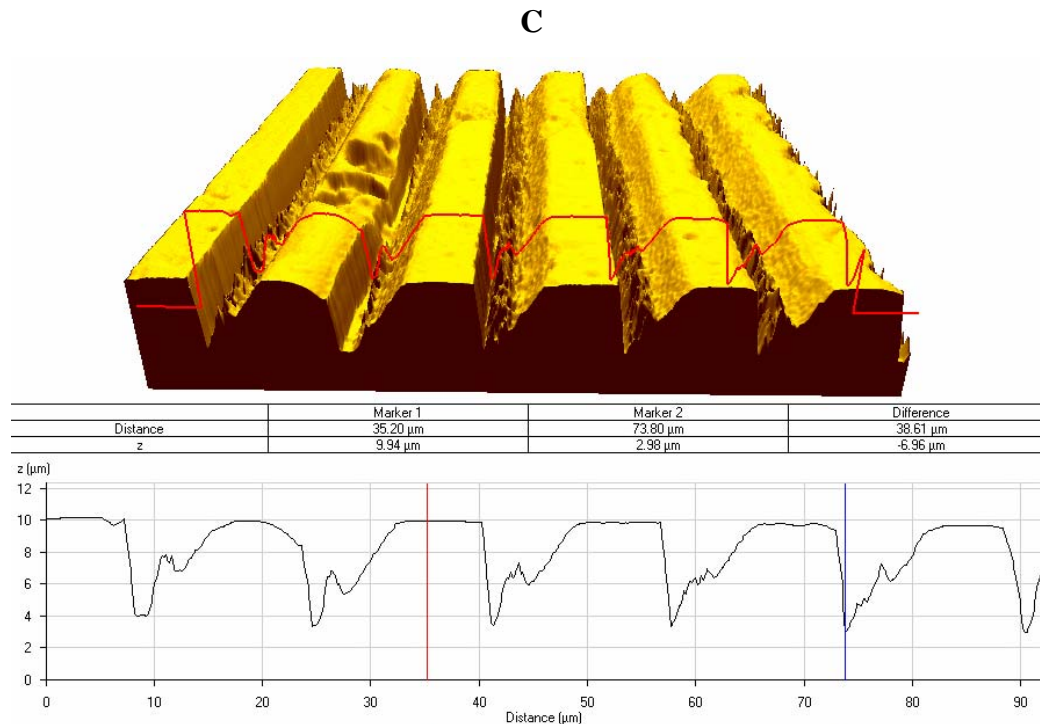 C
Marker 1 Marker 2 Difference
Distance 35.20 µm 73.80 µm 38.61 µm
z 9.94 µm 2.98 µm -6.96 µm
z (µm)
12
10
8
6
4
2
0
0 10 20 30 40 50 60 70 80 90
Distance (µm)